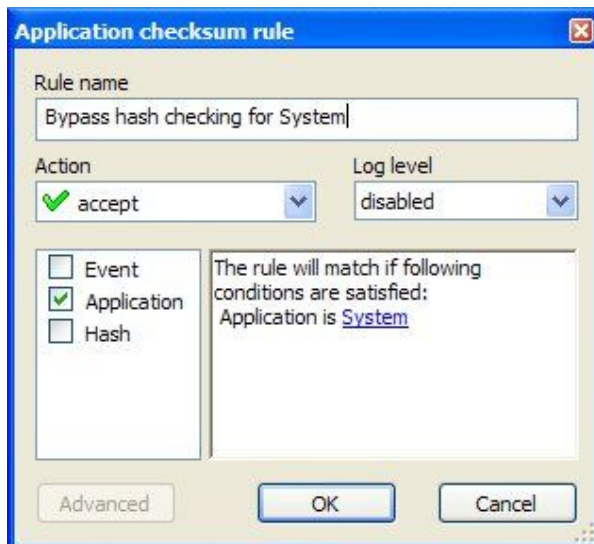 Application checksum rule
Rule name
Bypass hash checking for System
Action
Log level
accept
disabled
Event
Application
Hash
The rule will match if following
conditions are satisfied:
Application is System
Advanced
OK
Cancel